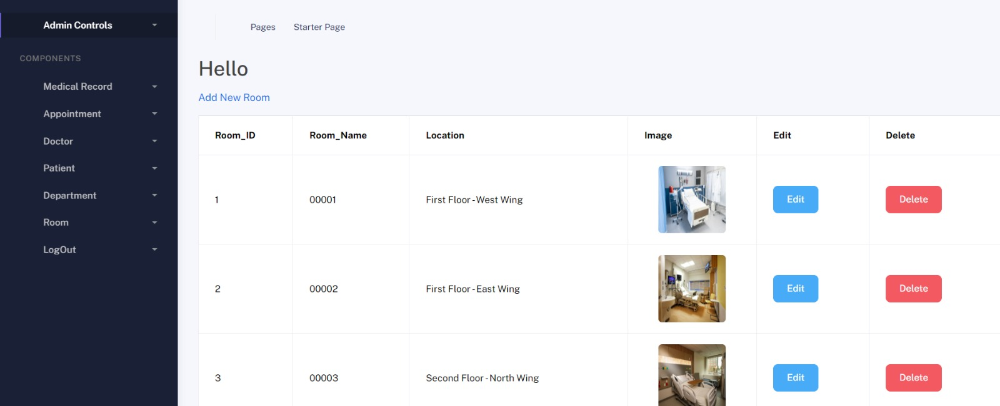 Admin Controls
COMPONENTS
Medical Record
Appointment
Doctor
Patient
Department
Room
LogOut
Pages Starter Page
Hello
Add New Room
Room_ID Room_Name Location Image Edit Delete
1 00001 First Floor - West Wing Edit Delete
2 00002 First Floor - East Wing Edit Delete
3 00003 Second Floor - North Wing Edit Delete